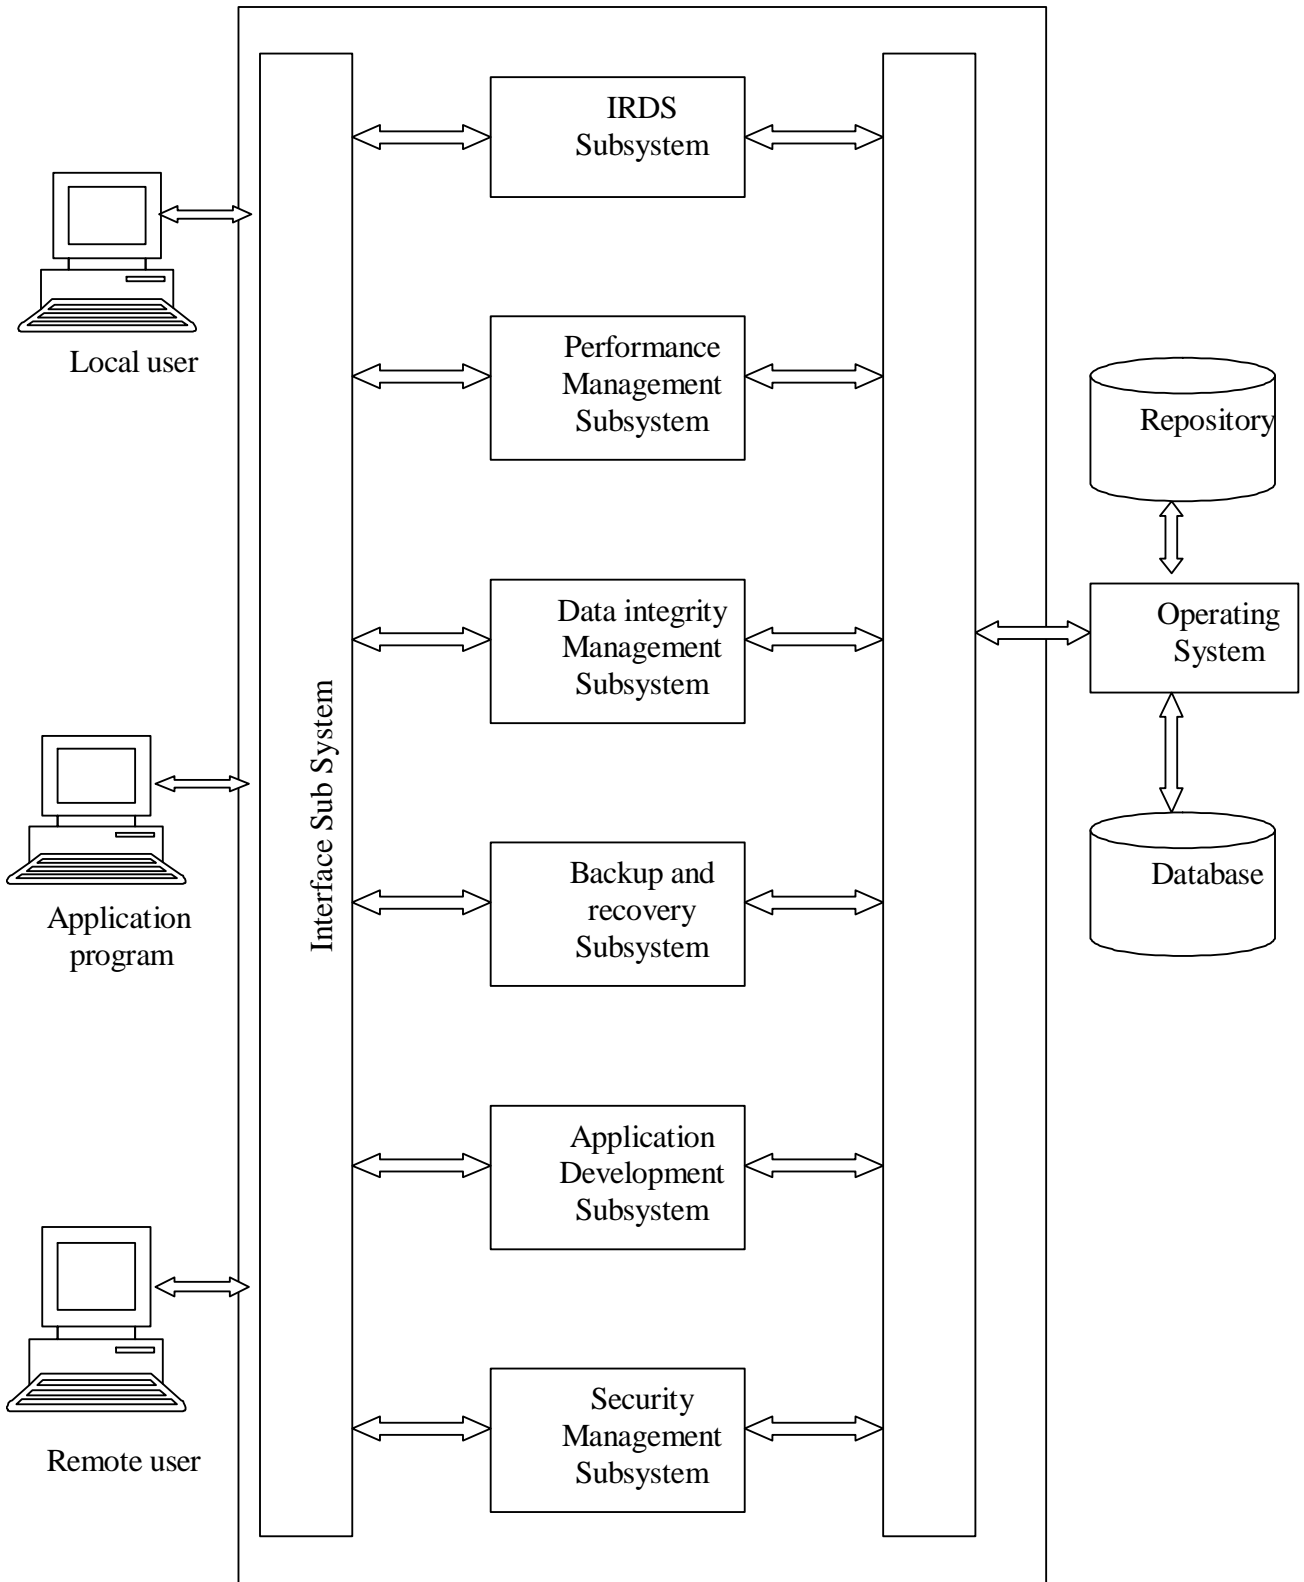 IRDS
Subsystem
Local user
Performance
Management
Subsystem
Repository
Data integrity
Management
Subsystem
Operating
System
Interface Sub System
Application
program
Backup and
recovery
Subsystem
Database
Application
Development
Subsystem
Remote user
Security
Management
Subsystem